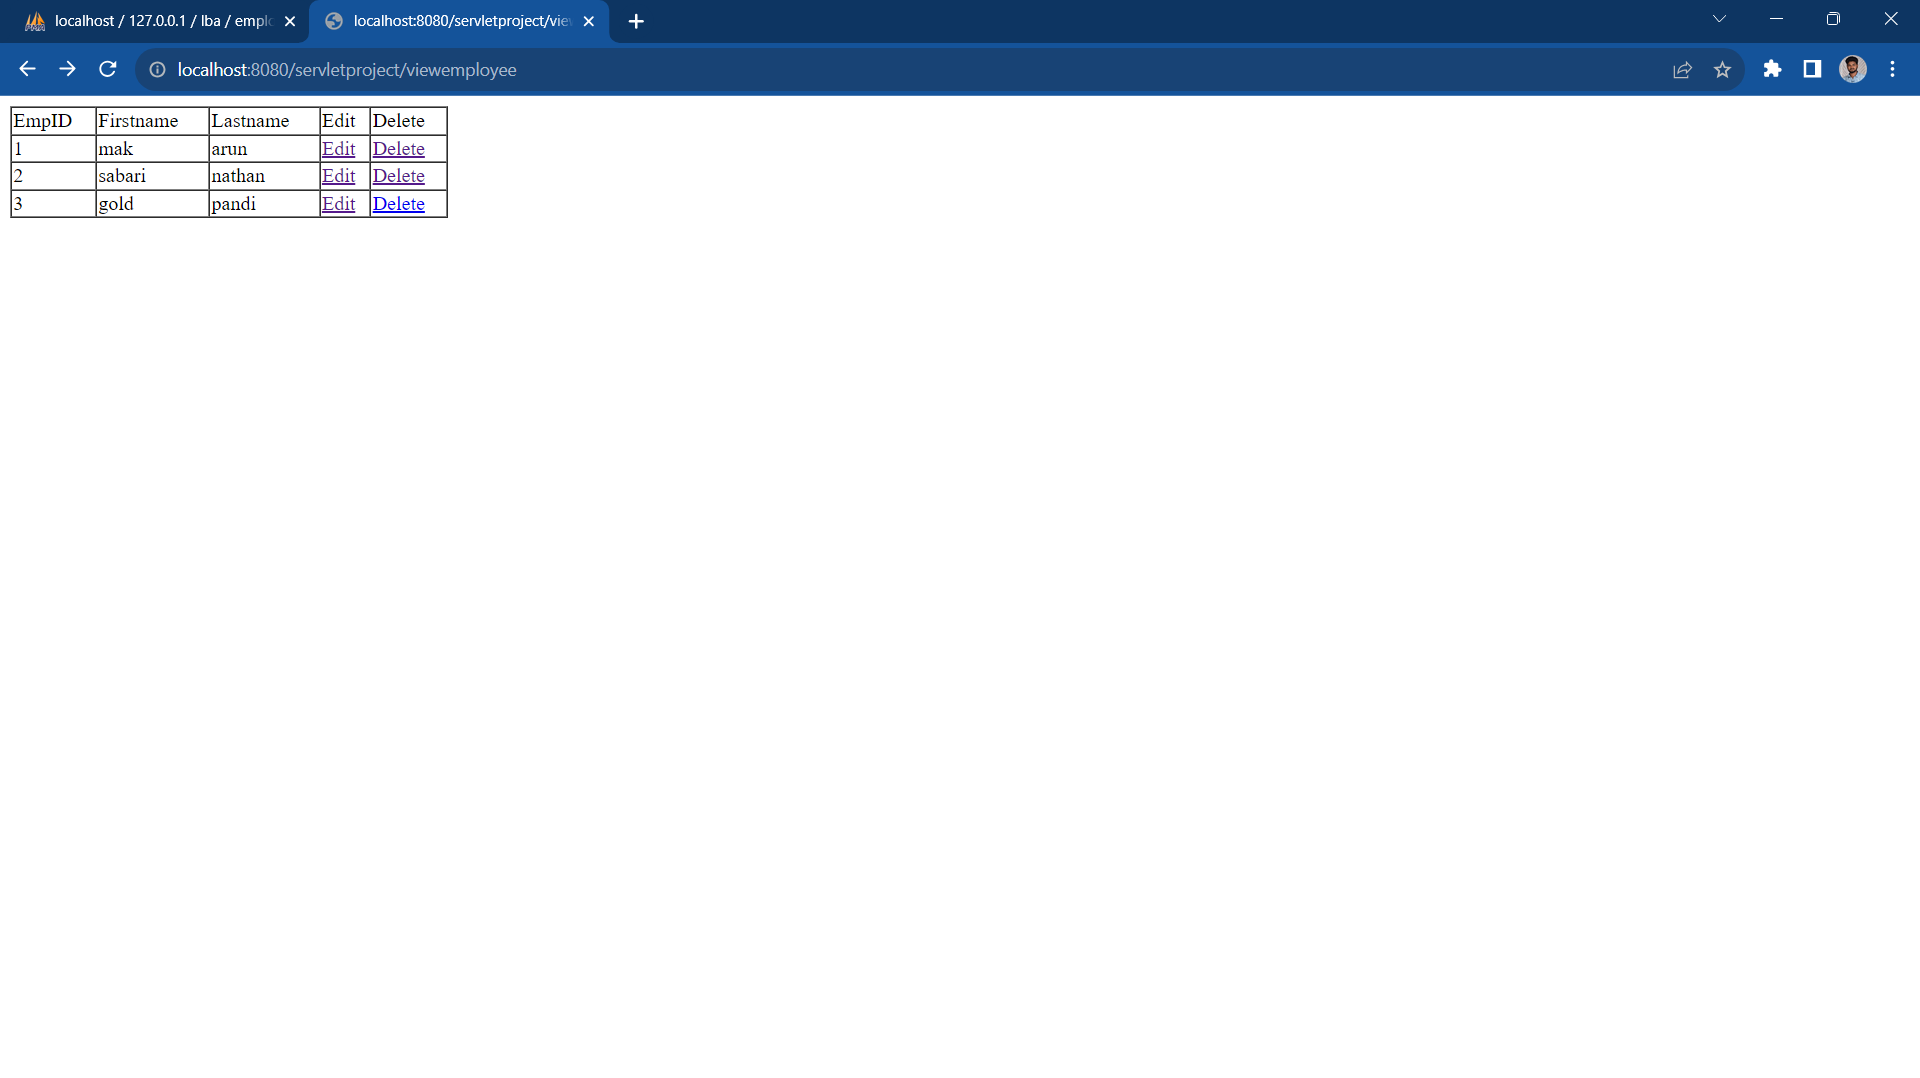 localhost / 127.0.0.1 / lba / emplo
localhost:8080/servletproject/vie
localhost:8080/servletproject/viewemployee
EmpID Firstname Lastname Edit Delete
1 mak arun Edit Delete
2 sabari nathan Edit Delete
3 gold pandi Edit Delete